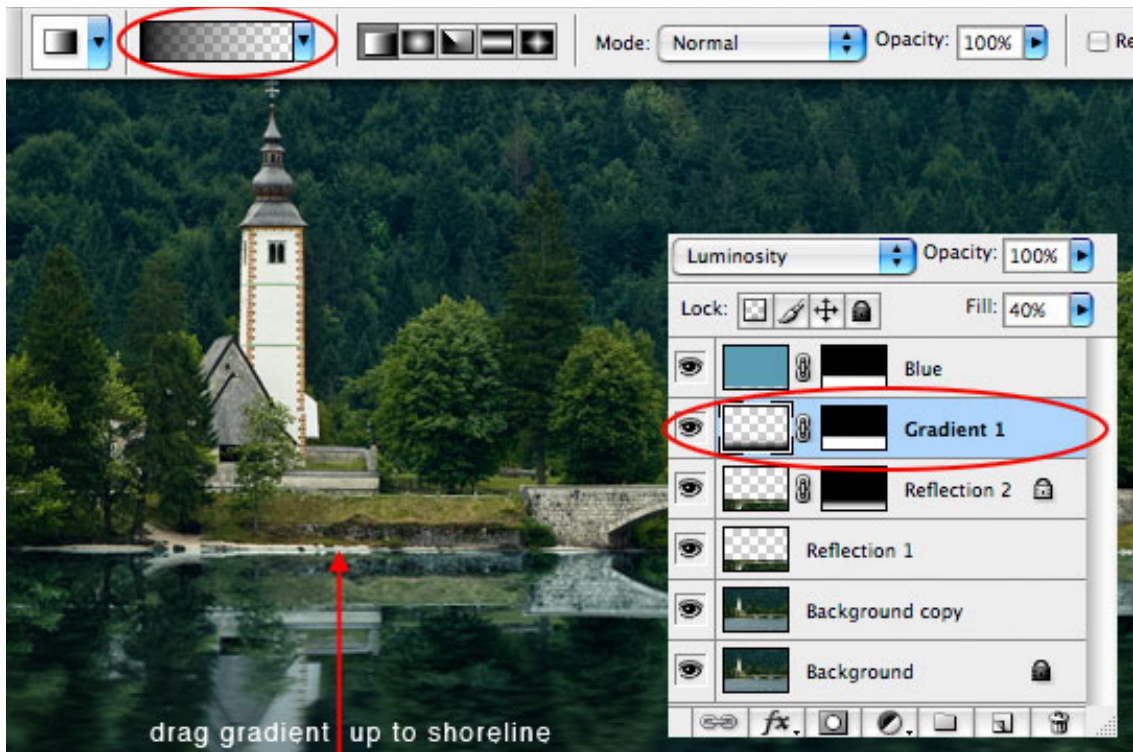 Mode: Normal Opacity: 100% Re
Luminosity Opacity: 100%
Lock: Fill: 40%
Blue
Gradient 1
Reflection 2
Reflection 1
Background copy
Background
fx.
drag gradient up to shoreline